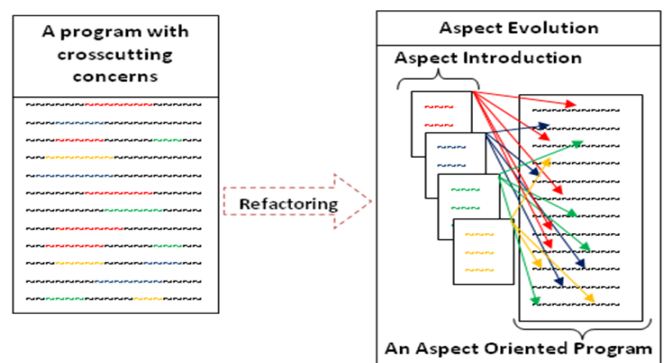 A program with
crosscutting
concerns
Refactoring
Aspect Evolution
Aspect Introduction
An Aspect Oriented Program